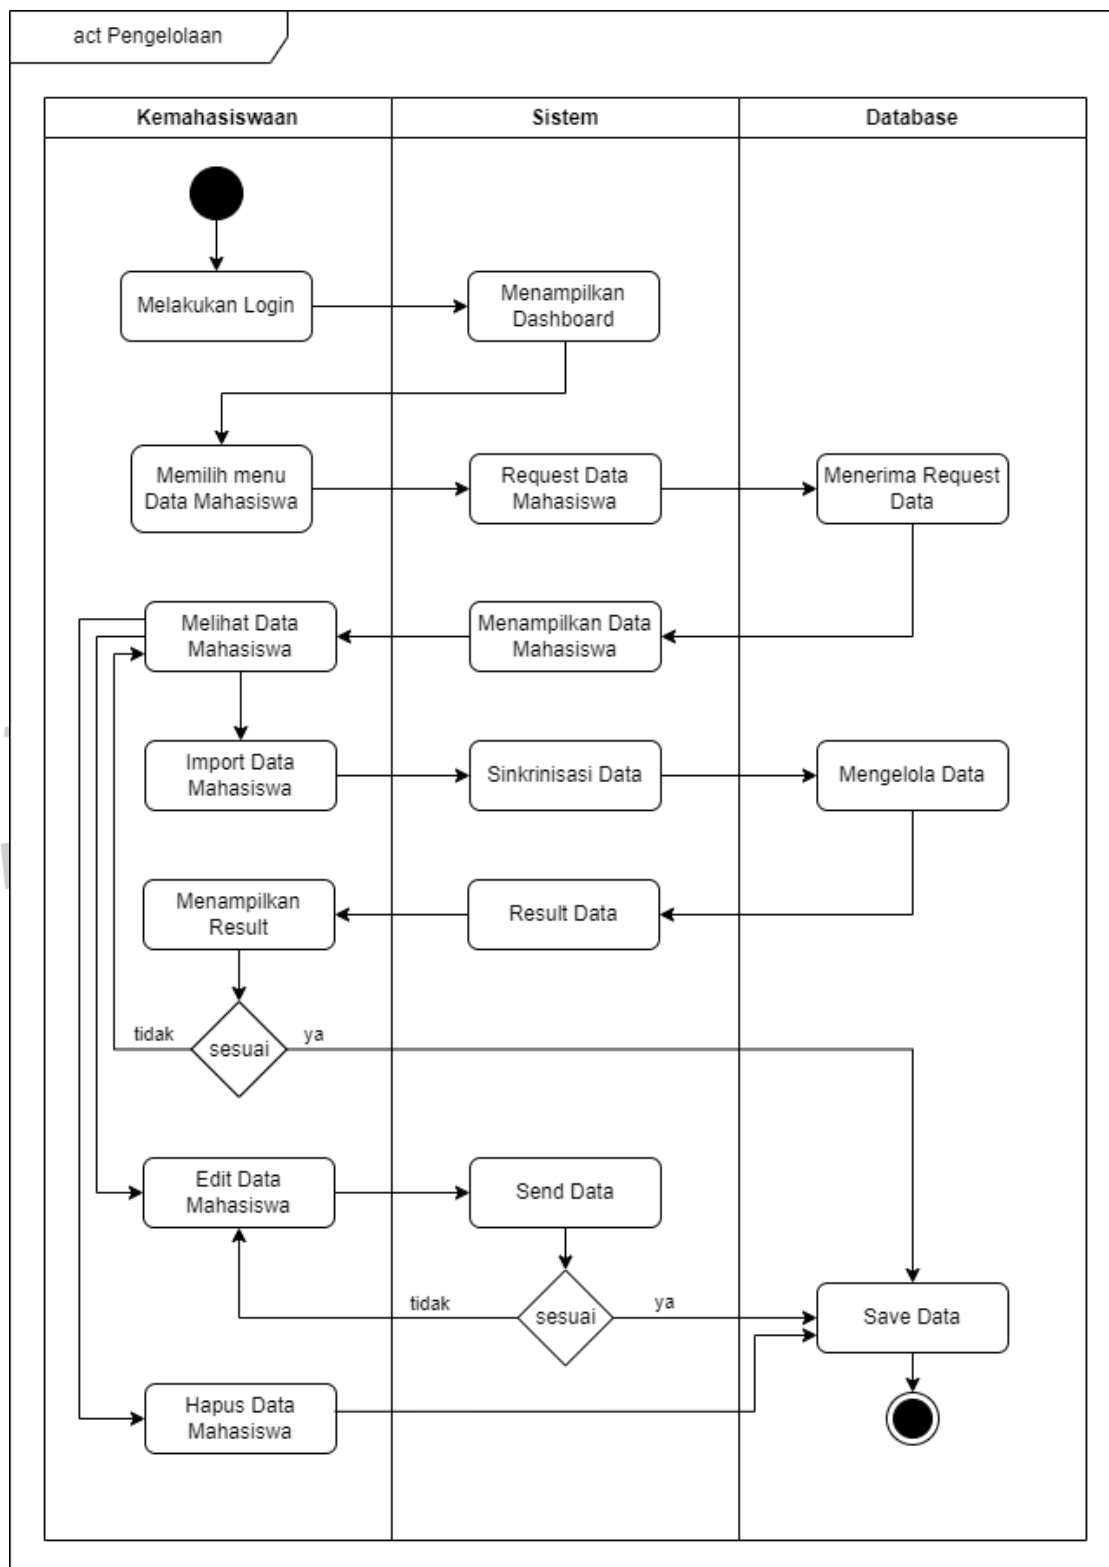 act Pengelolaan
Kemahasiswaan
Sistem
Database
Melakukan Login
Menampilkan
Dashboard
Memilih menu
Data Mahasiswa
Request Data
Mahasiswa
Menerima Request
Data
Melihat Data
Mahasiswa
Menampilkan Data
Mahasiswa
Import Data
Mahasiswa
Sinkrinisasi Data
Mengelola Data
Menampilkan
Result
Result Data
tidak
sesuai
ya
Edit Data
Mahasiswa
Send Data
tidak
sesuai
ya
Save Data
Hapus Data
Mahasiswa